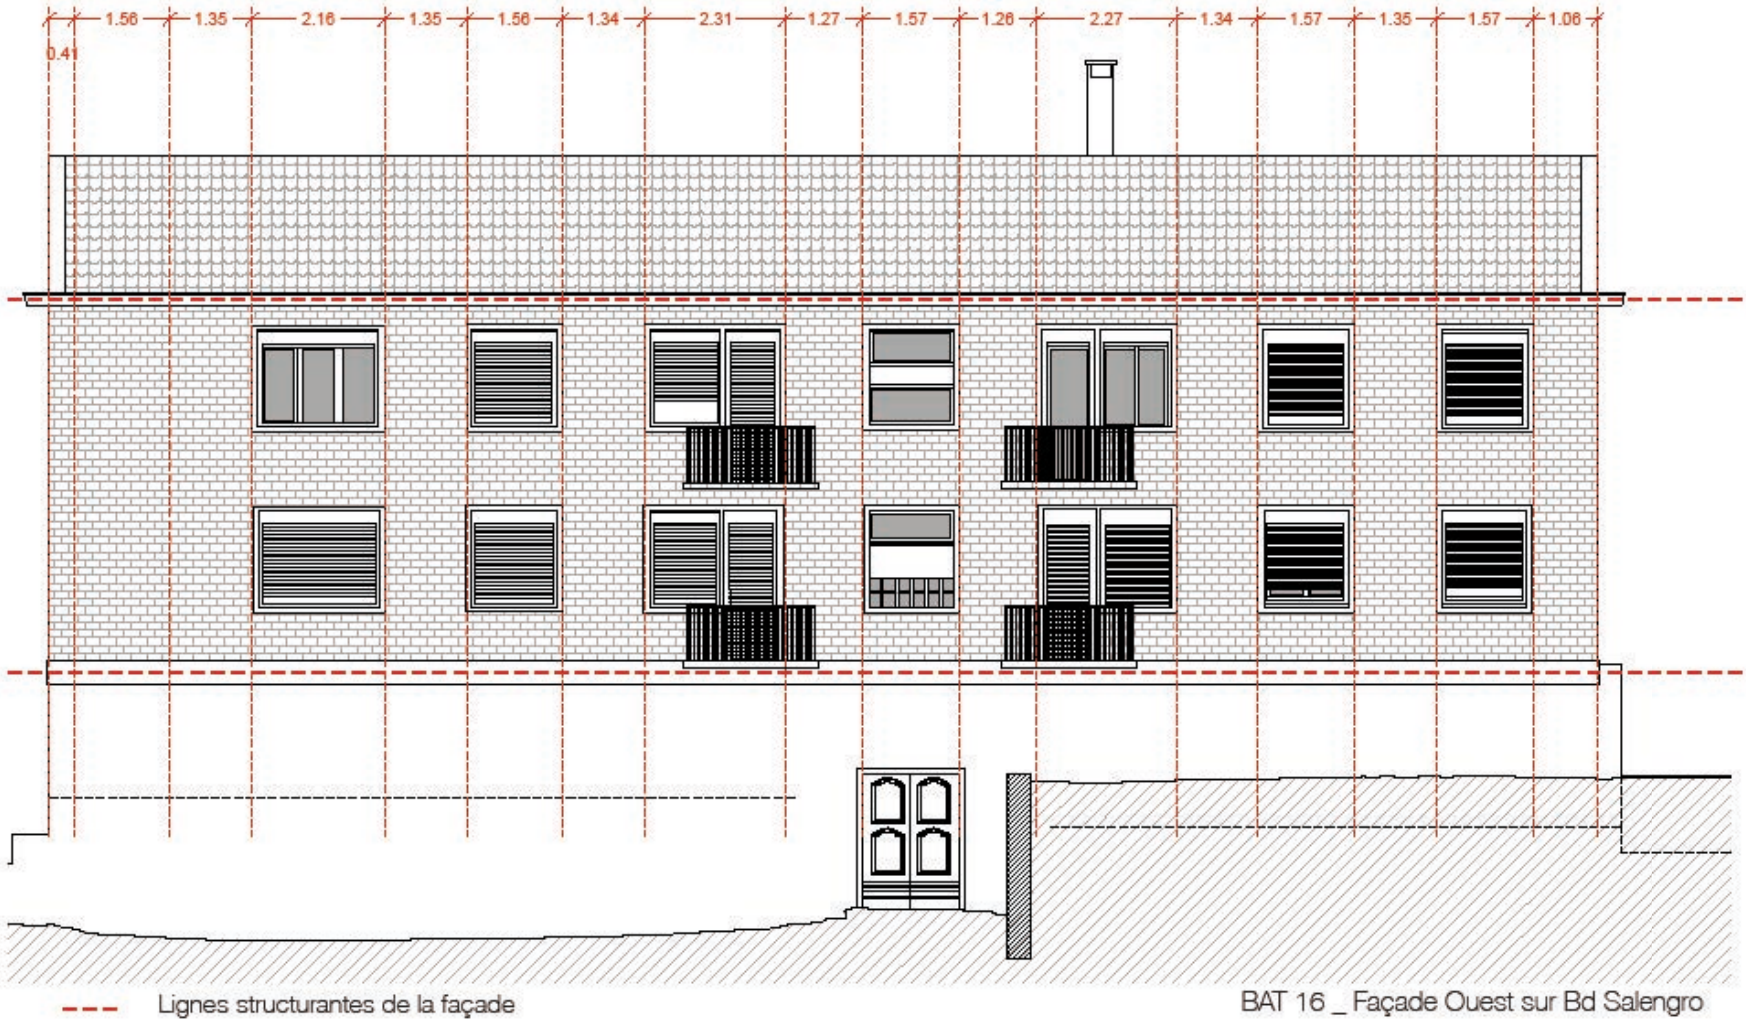 1.56 1.35 2.16 1.35 1.56 1.34 2.31 1.27 1.57 1.26 2.27 1.34 1.57 1.35 1.57 1.06
0.41
Lignes structurantes de la façade
BAT 16 _ Façade Ouest sur Bd Salengro